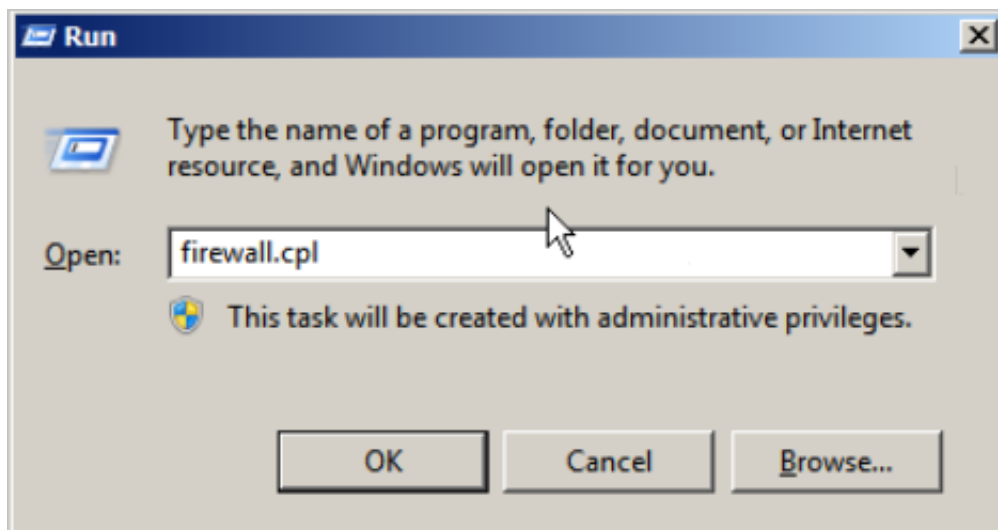 Run
Type the name of a program, folder, document, or Internet
resource, and Windows will open it for you.
Open: firewall.cpl
This task will be created with administrative privileges.
OK Cancel Browse...